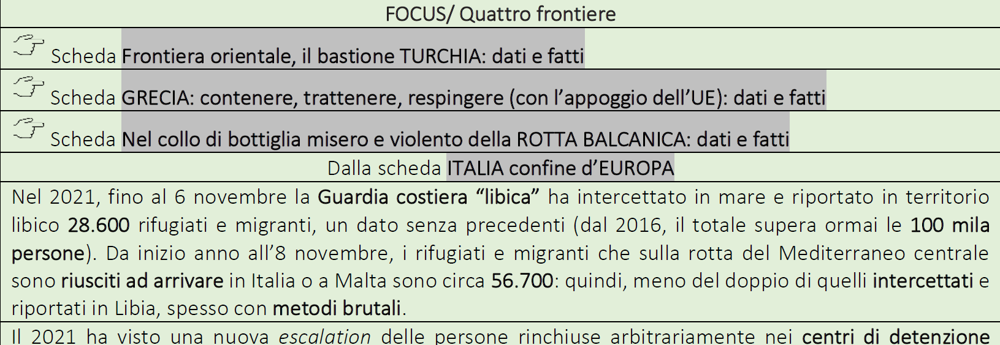 FOCUS/ Quattro frontiere
Scheda Frontiera orientale, il bastione TURCHIA: dati e fatti
Scheda GRECIA: contenere, trattenere, respingere (con l’appoggio dell’UE): dati e fatti
Scheda Nel collo di bottiglia misero e violento della ROTTA BALCANICA: dati e fatti
Dalla scheda ITALIA confine d’EUROPA
Nel 2021, fino al 6 novembre la Guardia costiera “libica” ha intercettato in mare e riportato in territorio
libico 28.600 rifugiati e migranti, un dato senza precedenti (dal 2016, il totale supera ormai le 100 mila
persone). Da inizio anno all’8 novembre, i rifugiati e migranti che sulla rotta del Mediterraneo centrale
sono riusciti ad arrivare in Italia o a Malta sono circa 56.700: quindi, meno del doppio di quelli intercettati e
riportati in Libia, spesso con metodi brutali.
Il 2021 ha visto una nuova escalation delle persone rinchiuse arbitrariamente nei centri di detenzione